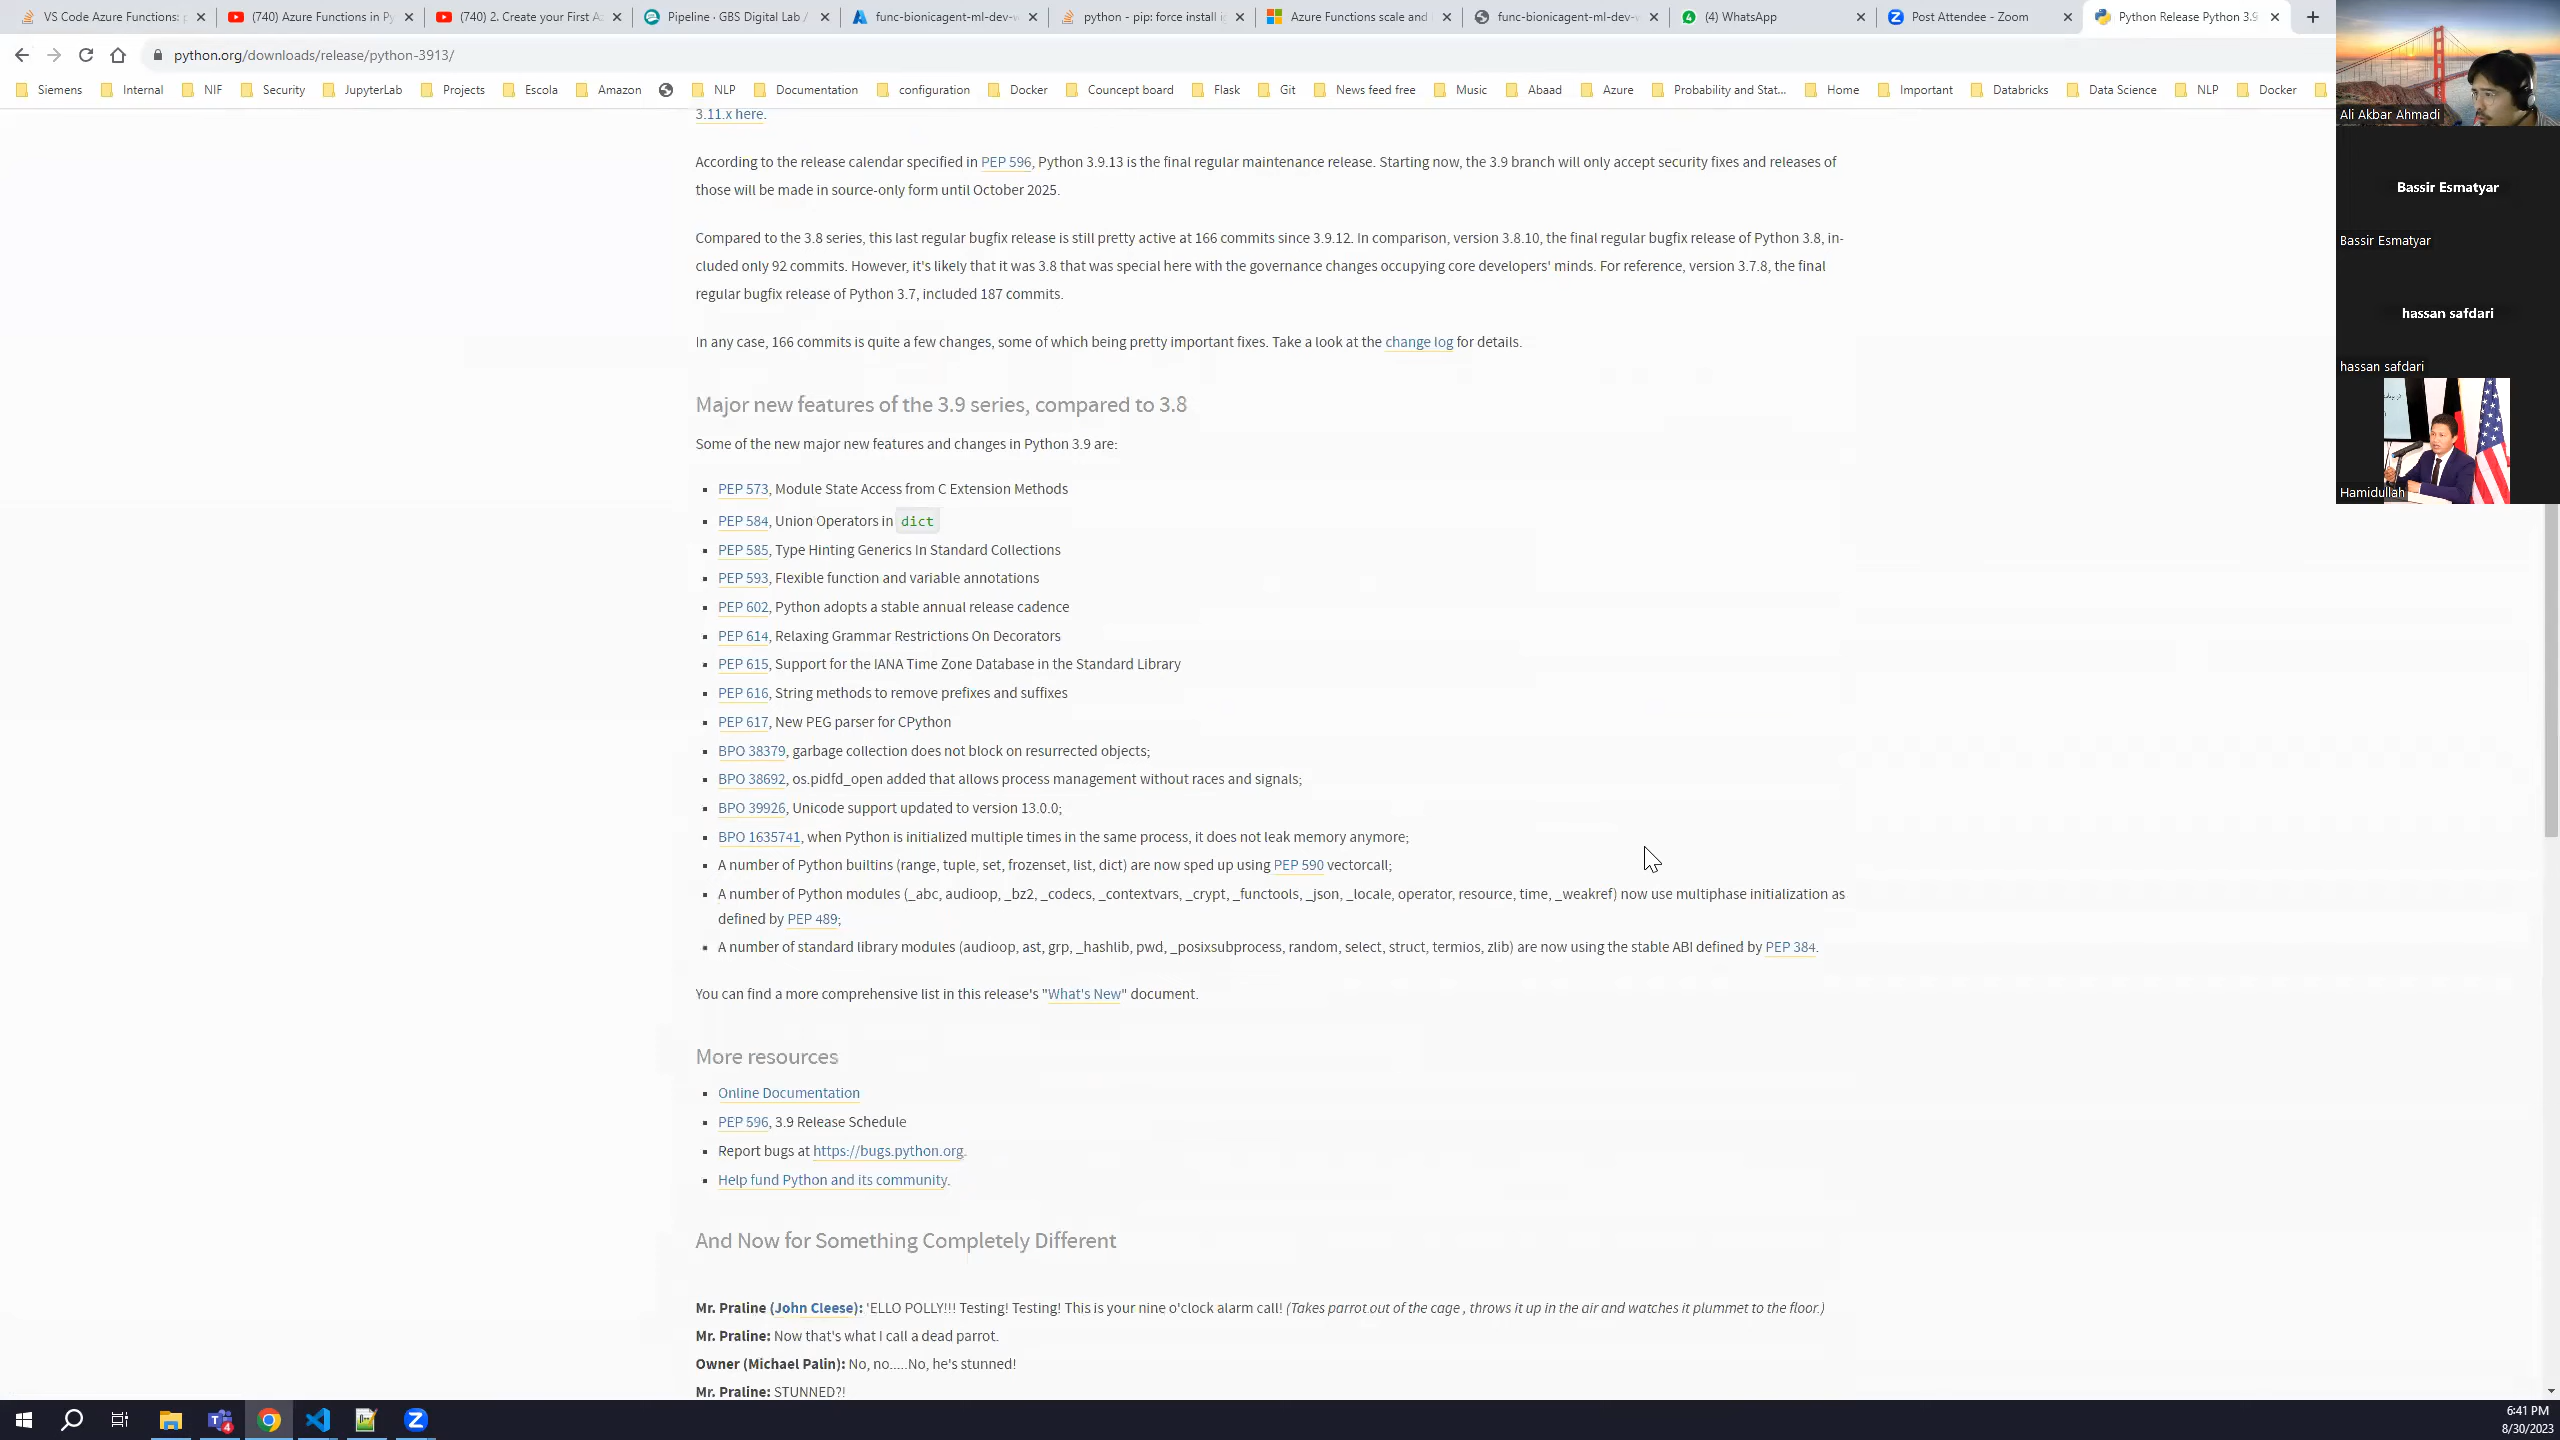 VS Code Azure Functions: p
(740) Azure Functions in Py
(740) 2. Create your First Az
Pipeline · GBS Digital Lab /
func-bionicagent-ml-dev-w
python - pip: force install ig
Azure Functions scale and
func-bionicagent-ml-dev-w
(4) WhatsApp
Post Attendee - Zoom
Python Release Python 3.9
python.org/downloads/release/python-3913/
Siemens
Internal
NIF
Security
JupyterLab
Projects
Escola
Amazon
NLP
Documentation
configuration
Docker
Councept board
Flask
Git
News feed free
Music
Abaad
Azure
Probability and Stat...
Home
Important
Databricks
Data Science
NLP
Docker
3.11.x here.
According to the release calendar specified in PEP 596, Python 3.9.13 is the final regular maintenance release. Starting now, the 3.9 branch will only accept security fixes and releases of
those will be made in source-only form until October 2025.
Compared to the 3.8 series, this last regular bugfix release is still pretty active at 166 commits since 3.9.12. In comparison, version 3.8.10, the final regular bugfix release of Python 3.8, in-
cluded only 92 commits. However, it's likely that it was 3.8 that was special here with the governance changes occupying core developers' minds. For reference, version 3.7.8, the final
regular bugfix release of Python 3.7, included 187 commits.
In any case, 166 commits is quite a few changes, some of which being pretty important fixes. Take a look at the change log for details.
Major new features of the 3.9 series, compared to 3.8
Some of the new major new features and changes in Python 3.9 are:
PEP 573, Module State Access from C Extension Methods
PEP 584, Union Operators in dict
PEP 585, Type Hinting Generics In Standard Collections
PEP 593, Flexible function and variable annotations
PEP 602, Python adopts a stable annual release cadence
PEP 614, Relaxing Grammar Restrictions On Decorators
PEP 615, Support for the IANA Time Zone Database in the Standard Library
PEP 616, String methods to remove prefixes and suffixes
PEP 617, New PEG parser for CPython
BPO 38379, garbage collection does not block on resurrected objects;
BPO 38692, os.pidfd_open added that allows process management without races and signals;
BPO 39926, Unicode support updated to version 13.0.0;
BPO 1635741, when Python is initialized multiple times in the same process, it does not leak memory anymore;
A number of Python builtins (range, tuple, set, frozenset, list, dict) are now sped up using PEP 590 vectorcall;
A number of Python modules (_abc, audioop, _bz2, _codecs, _contextvars, _crypt, _functools, _json, _locale, operator, resource, time, _weakref) now use multiphase initialization as
defined by PEP 489;
A number of standard library modules (audioop, ast, grp, _hashlib, pwd, _posixsubprocess, random, select, struct, termios, zlib) are now using the stable ABI defined by PEP 384.
You can find a more comprehensive list in this release's "What's New" document.
More resources
Online Documentation
PEP 596, 3.9 Release Schedule
Report bugs at https://bugs.python.org.
Help fund Python and its community.
And Now for Something Completely Different
Mr. Praline (John Cleese): 'ELLO POLLY!!! Testing! Testing! This is your nine o'clock alarm call! (Takes parrot out of the cage , throws it up in the air and watches it plummet to the floor.)
Mr. Praline: Now that's what I call a dead parrot.
Owner (Michael Palin): No, no.....No, he's stunned!
Mr. Praline: STUNNED?!
Ali Akbar Ahmadi
Bassir Esmatyar
Bassir Esmatyar
hassan safdari
hassan safdari
Hamidullah
6:41 PM
8/30/2023